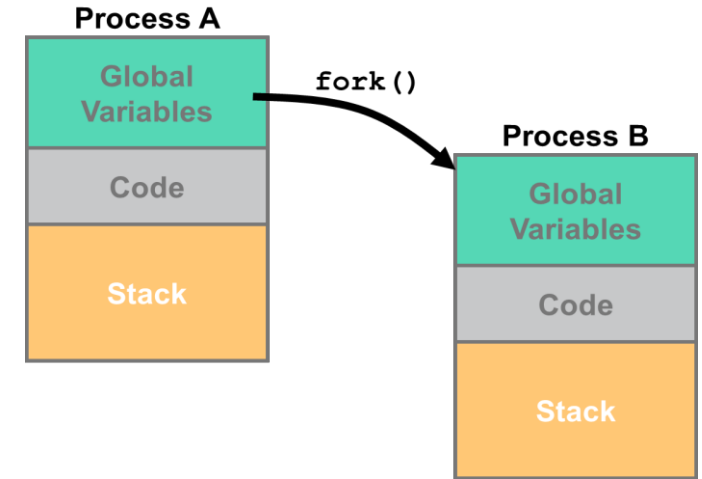 Process A
Global
Variables
Code
Stack
fork()
Process B
Global
Variables
Code
Stack